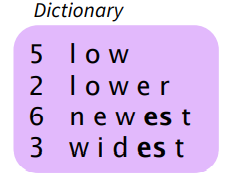 Dictionary
5 l o w
2 l o w e r
6 n e w es t
3 w i d es t